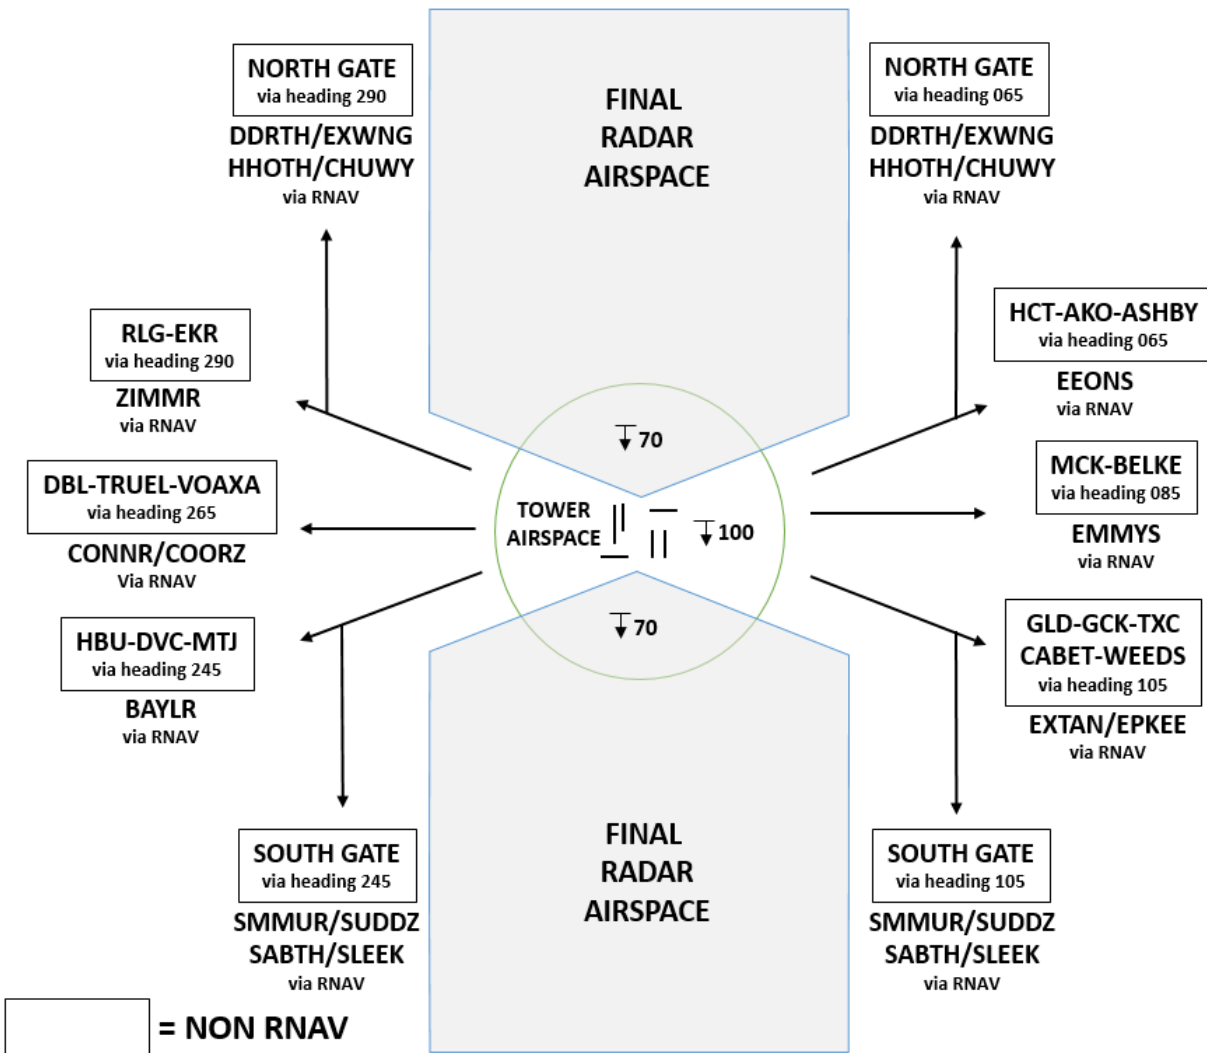 NORTH GATE
via heading 290
DDRTH/EXWNG
HHOTH/CHUWY
via RNAV
FINAL
RADAR
AIRSPACE
NORTH GATE
via heading 065
DDRTH/EXWNG
HHOTH/CHUWY
via RNAV
RLG-EKR
via heading 290
ZIMMR
via RNAV
HCT-AKO-ASHBY
via heading 065
EEONS
via RNAV
70
DBL-TRUEL-VOAXA
via heading 265
CONNR/COORZ
Via RNAV
TOWER
AIRSPACE
100
MCK-BELKE
via heading 085
EMMYS
via RNAV
HBU-DVC-MTJ
via heading 245
BAYLR
via RNAV
70
GLD-GCK-TXC
CABET-WEEDS
via heading 105
EXTAN/EPKEE
via RNAV
SOUTH GATE
via heading 245
SMMUR/SUDDZ
SABTH/SLEEK
via RNAV
FINAL
RADAR
AIRSPACE
SOUTH GATE
via heading 105
SMMUR/SUDDZ
SABTH/SLEEK
via RNAV
= NON RNAV